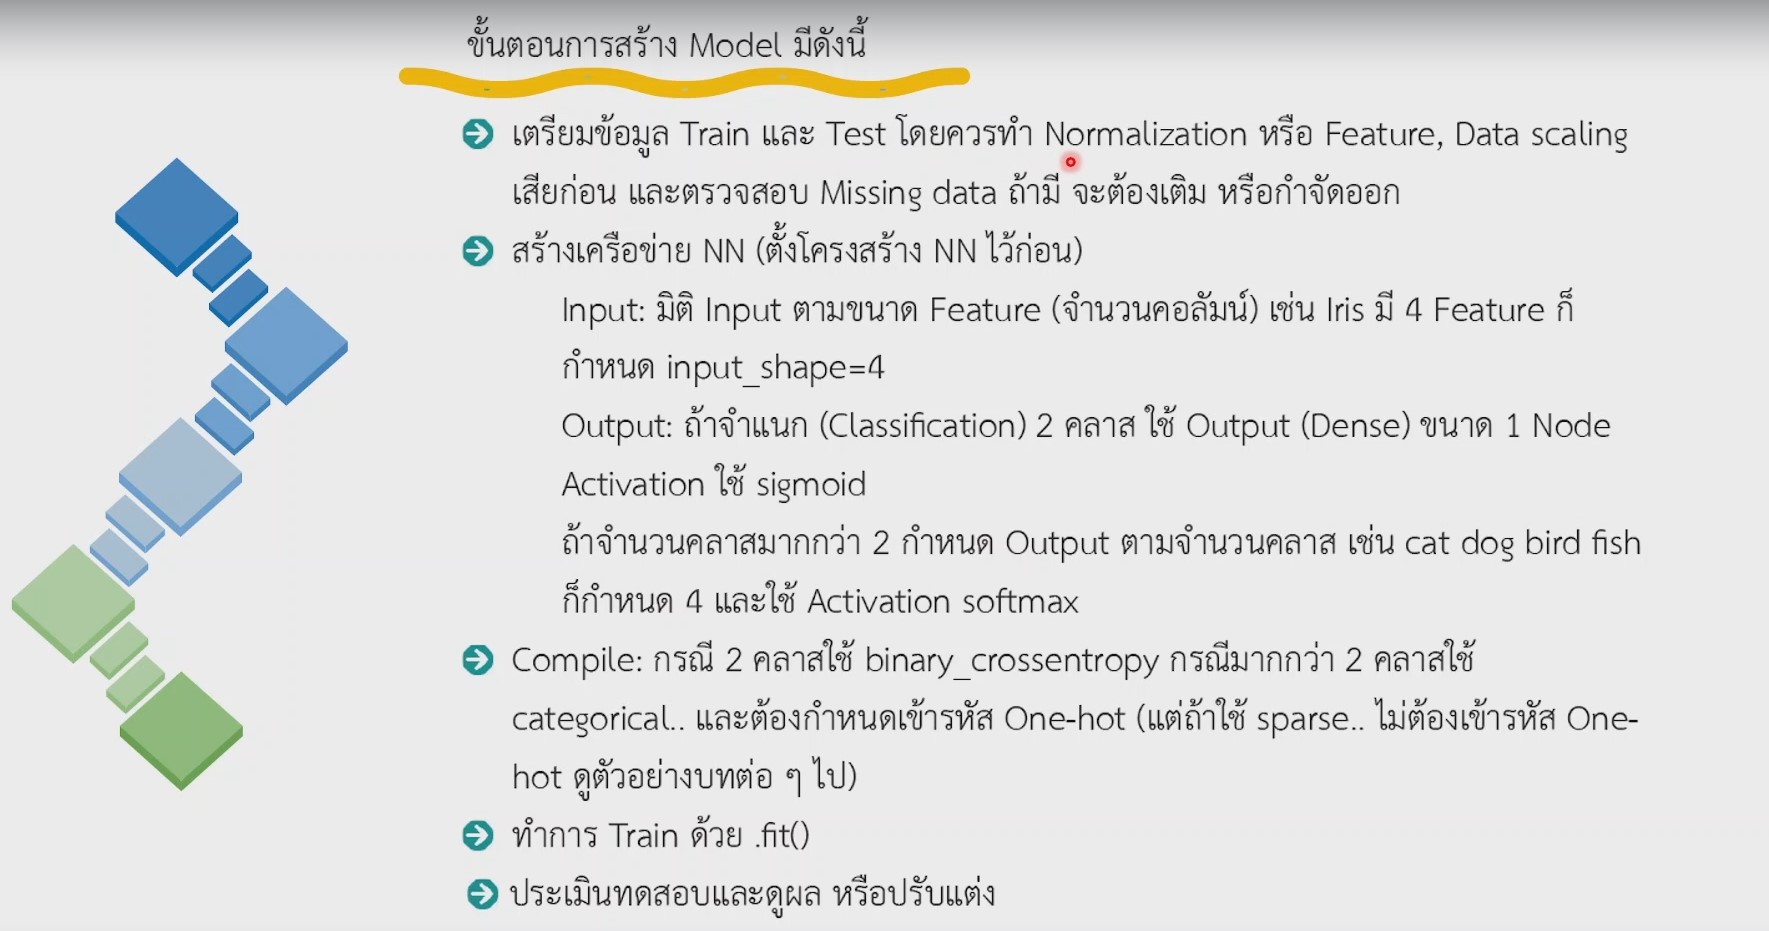 ขั้นตอนการสร้าง Model มีดังนี้
เตรียมข้อมูล Train และ Test โดยควรทำ Normalization หรือ Feature, Data scaling
เสียก่อน และตรวจสอบ Missing data ถ้ามี จะต้องเติม หรือกำจัดออก
สร้างเครือข่าย NN (ตั้งโครงสร้าง NN ไว้ก่อน)
Input: มิติ Input ตามขนาด Feature (จำนวนคอลัมน์) เช่น Iris มี 4 Feature ก็
กำหนด input_shape=4
Output: ถ้าจำแนก (Classification) 2 คลาส ใช้ Output (Dense) ขนาด 1 Node
Activation ใช้ sigmoid
ถ้าจำนวนคลาสมากกว่า 2 กำหนด Output ตามจำนวนคลาส เช่น cat dog bird fish
ก็กำหนด 4 และใช้ Activation softmax
Compile: กรณี 2 คลาสใช้ binary_crossentropy กรณีมากกว่า 2 คลาสใช้
categorical.. และต้องกำหนดเข้ารหัส One-hot (แต่ถ้าใช้ sparse.. ไม่ต้องเข้ารหัส One-
hot ดูตัวอย่างบทต่อ ๆ ไป)
ทำการ Train ด้วย .fit()
ประเมินทดสอบและดูผล หรือปรับแต่ง